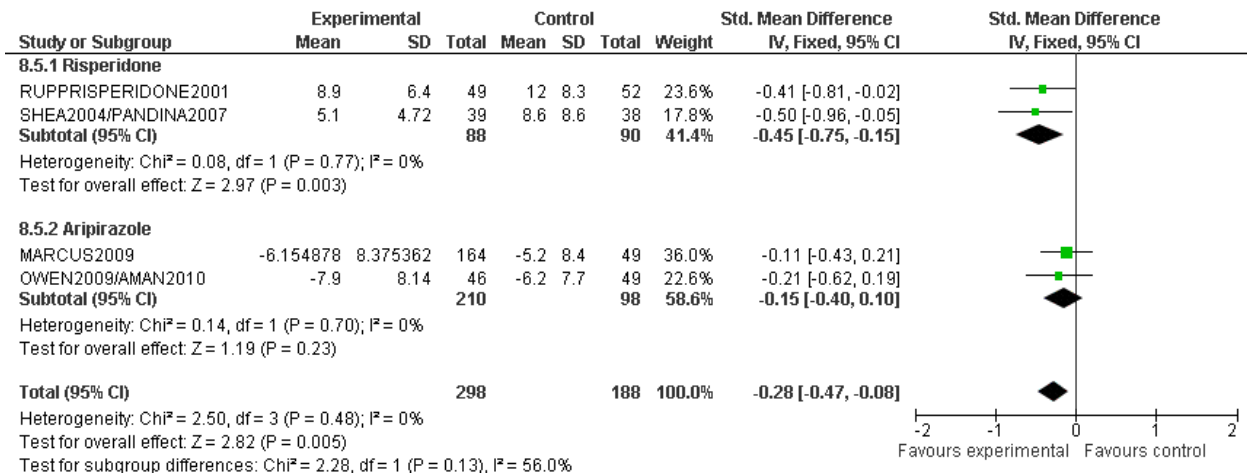 Experimental Control Std. Mean Difference Std. Mean Difference
Study or Subgroup Mean SD Total Mean SD Total Weight IV, Fixed, 95% CI IV, Fixed, 95% CI
8.5.1 Risperidone
RUPPRISPERIDONE2001 8.9 6.4 49 12 8.3 52 23.6% -0.41 [-0.81, -0.02]
SHEA2004/PANDINA2007 5.1 4.72 39 8.6 8.6 38 17.8% -0.50 [-0.96, -0.05]
Subtotal (95% CI) 88 90 41.4% -0.45 [-0.75, -0.15]
Heterogeneity: Chi² = 0.08, df = 1 (P = 0.77); I² = 0%
Test for overall effect: Z = 2.97 (P = 0.003)
8.5.2 Aripirazole
MARCUS2009 -6.154878 8.375362 164 -5.2 8.4 49 36.0% -0.11 [-0.43, 0.21]
OWEN2009/AMAN2010 -7.9 8.14 46 -6.2 7.7 49 22.6% -0.21 [-0.62, 0.19]
Subtotal (95% CI) 210 98 58.6% -0.15 [-0.40, 0.10]
Heterogeneity: Chi² = 0.14, df = 1 (P = 0.70); I² = 0%
Test for overall effect: Z = 1.19 (P = 0.23)
Total (95% CI) 298 188 100.0% -0.28 [-0.47, -0.08]
Heterogeneity: Chi² = 2.50, df = 3 (P = 0.48); I² = 0%
Test for overall effect: Z = 2.82 (P = 0.005)
Test for subgroup differences: Chi² = 2.28, df = 1 (P = 0.13), I² = 56.0%
-2 -1 0 1 2
Favours experimental Favours control